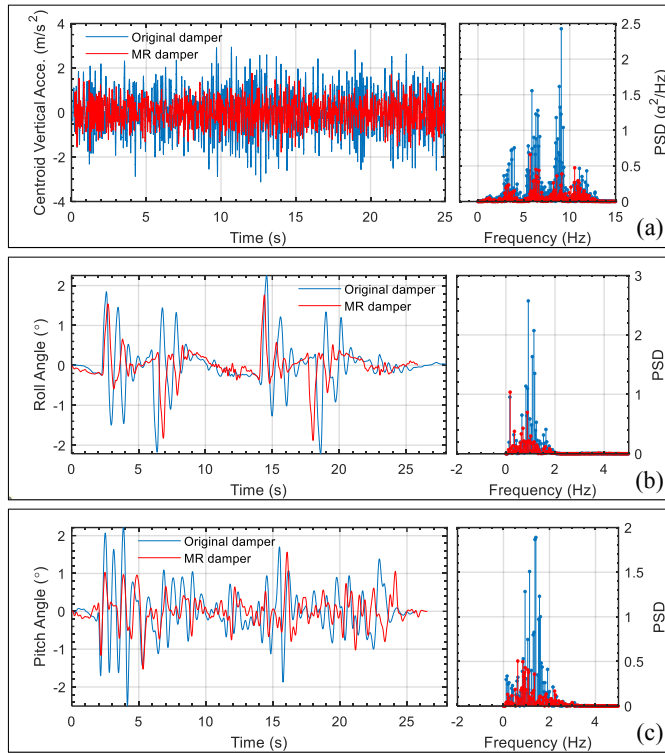 4
2
0
-2
-4
Centroid Vertical Acce. (m/s²)
Original damper
MR damper
0 5 10 15 20 25
Time (s)
2.5
2
1.5
1
0.5
0
PSD (g²/Hz)
-2 0 5 10 15
Frequency (Hz)
(a)
2
1
0
-1
-2
Roll Angle (°)
Original damper
MR damper
0 5 10 15 20 25
Time (s)
3
2
1
0
PSD
-2 0 2 4
Frequency (Hz)
(b)
2
1
0
-1
-2
Pitch Angle (°)
Original damper
MR damper
0 5 10 15 20 25
Time (s)
2
1.5
1
0.5
0
PSD
-2 0 2 4
Frequency (Hz)
(c)